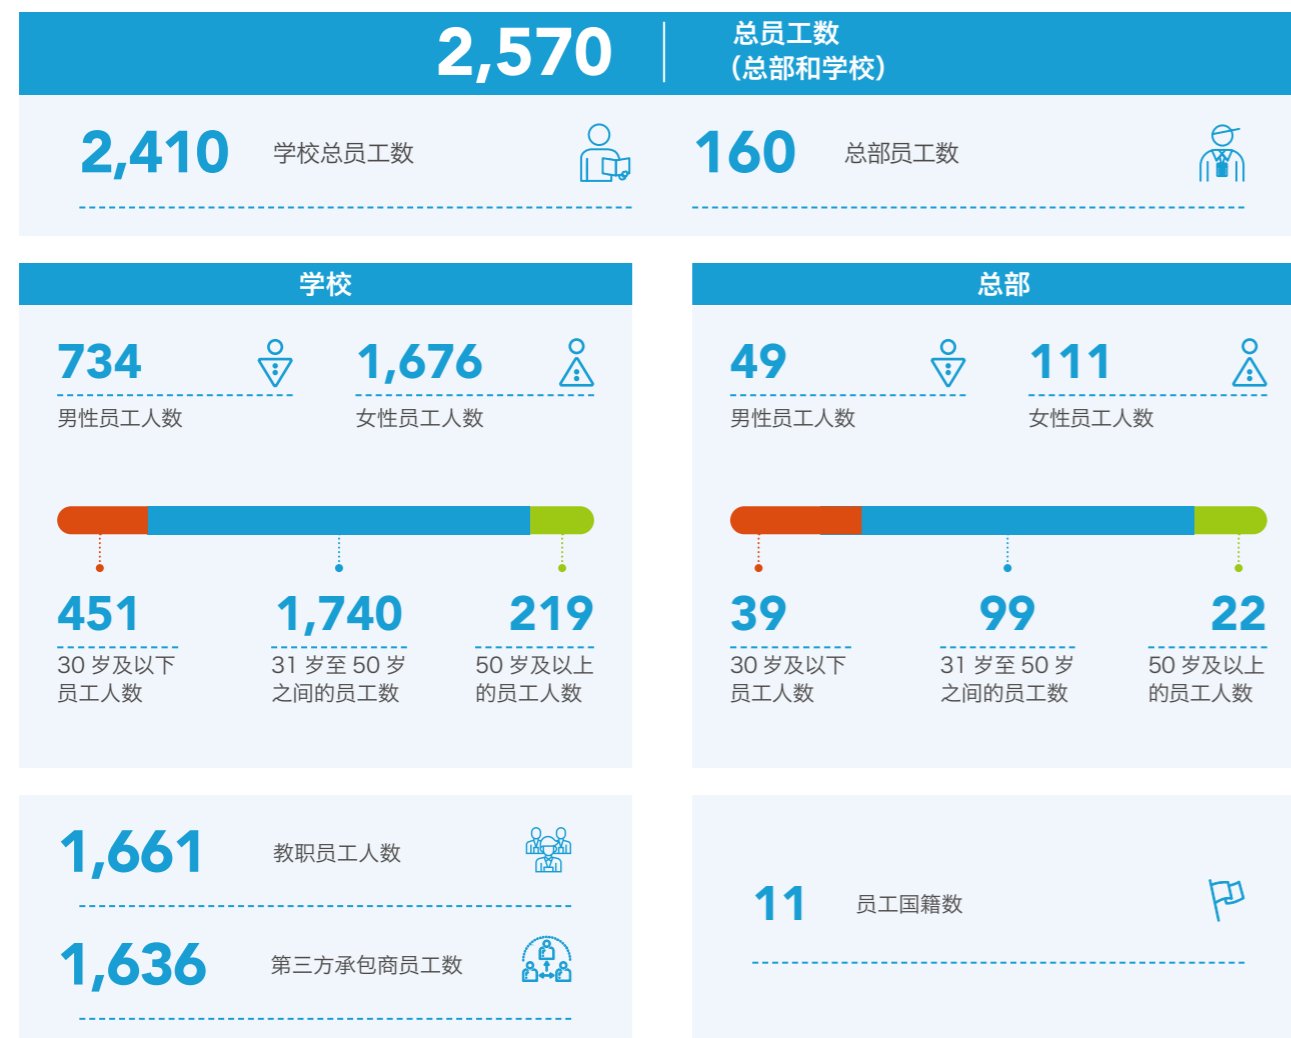 2,570
总员工数
（总部和学校）
2,410
学校总员工数
160
总部员工数
学校
734
男性员工人数
1,676
女性员工人数
451
30 岁及以下
员工人数
1,740
31 岁至 50 岁
之间的员工数
219
50 岁及以上
的员工人数
总部
49
男性员工人数
111
女性员工人数
39
30 岁及以下
员工人数
99
31 岁至 50 岁
之间的员工数
22
50 岁及以上
的员工人数
1,661
教职员工人数
1,636
第三方承包商员工数
11
员工国籍数